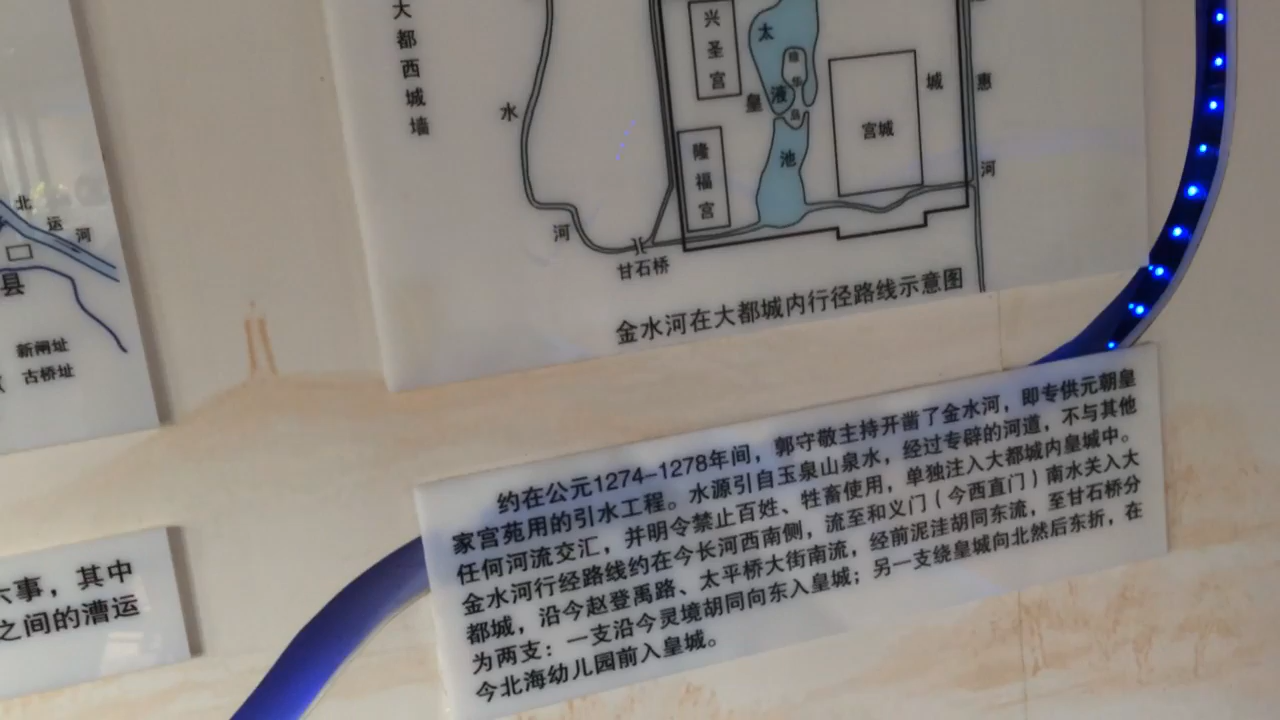 大都西城墙
水
河
甘石桥
兴圣宫
隆福宫
太
液
池
皇
城
宫城
惠
河
金水河在大都城内行径路线示意图
北
运
河
县
新闸址
古桥址
约在公元1274-1278年间，郭守敬主持开凿了金水河，即专供元朝皇
家宫苑用的引水工程。水源引自玉泉山泉水，经过专辟的河道，不与其他
任何河流交汇，并明令禁止百姓、牲畜使用，单独注入大都城内皇城中。
金水河行经路线约在今长河西南侧，流至和义门（今西直门）南水关入大
都城，沿今赵登禹路、太平桥大街南流，经前泥洼胡同东流，至甘石桥分
为两支：一支沿今灵境胡同向东入皇城；另一支绕皇城向北然后东折，在
今北海幼儿园前入皇城。
事，其中
之间的漕运